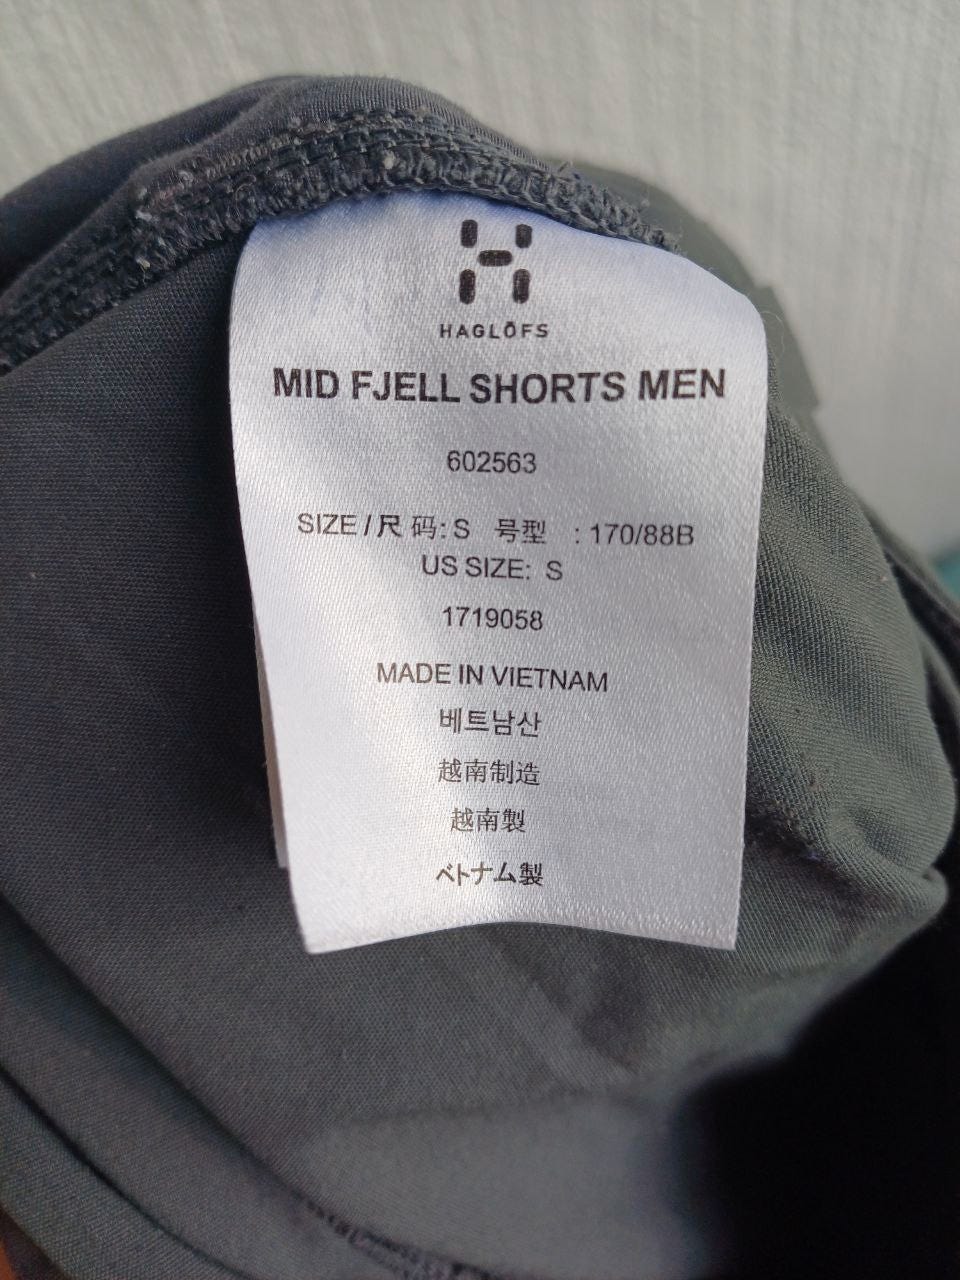 HAGLÖFS
MID FJELL SHORTS MEN
602563
SIZE / 尺 码: S 号型 : 170/88B
US SIZE: S
1719058
MADE IN VIETNAM
베트남산
越南制造
越南製
ベトナム製